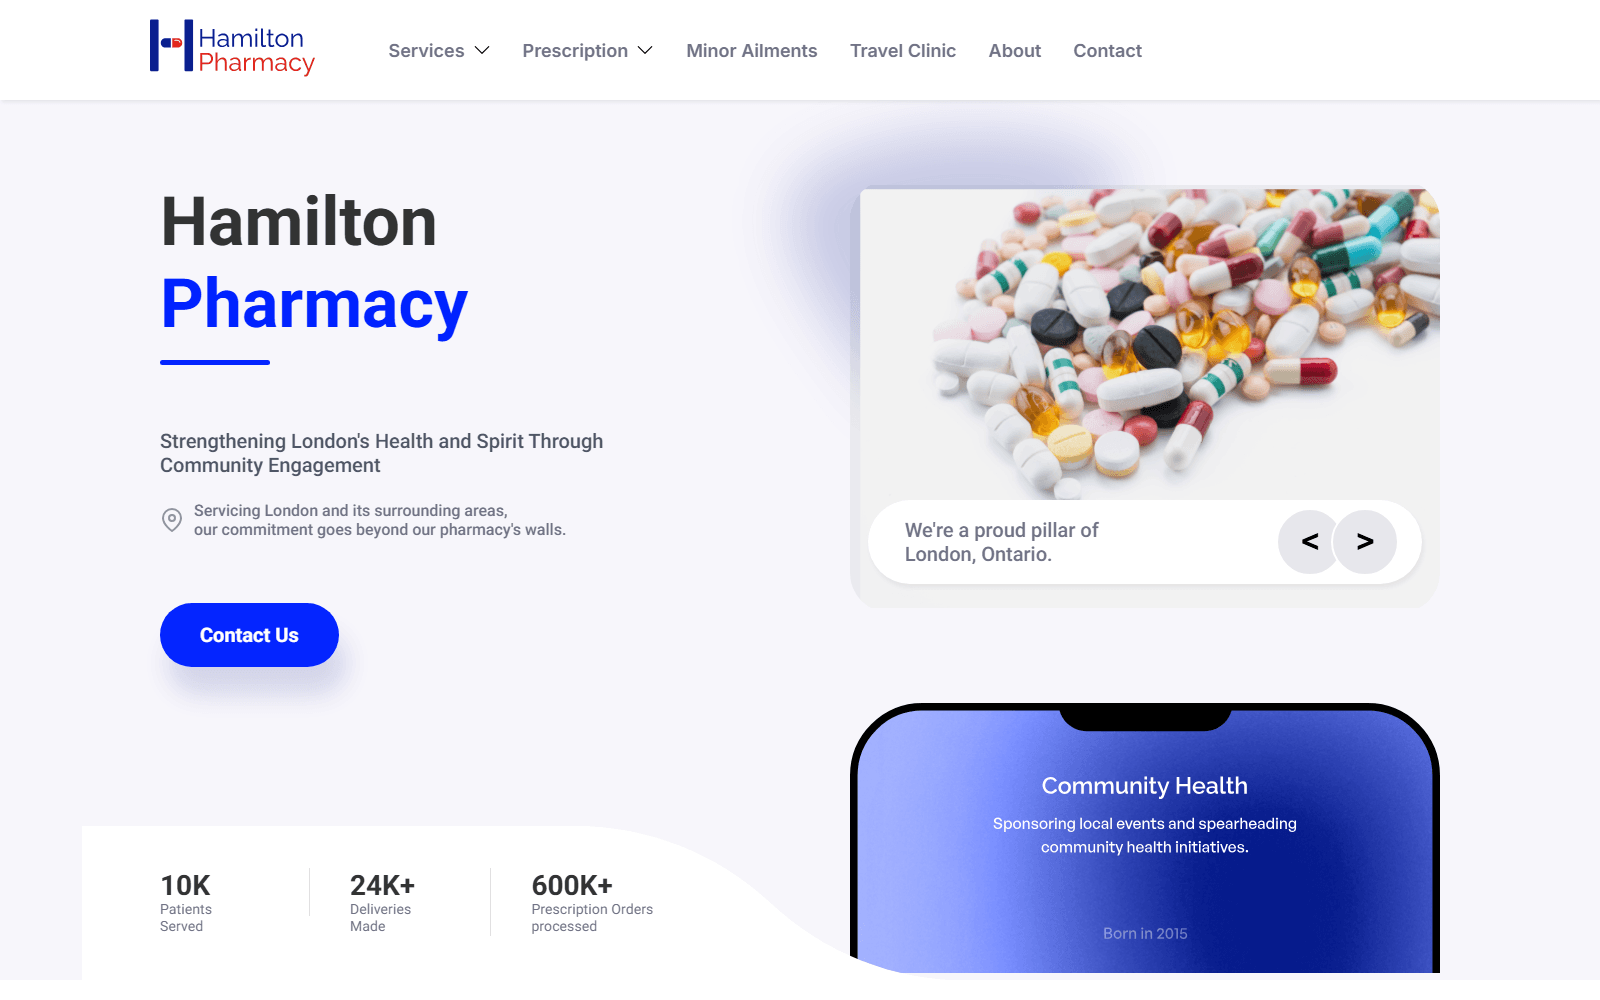 Hamilton
Pharmacy
Services
Prescription
Minor Ailments
Travel Clinic
About
Contact
Hamilton
Pharmacy
Strengthening London's Health and Spirit Through
Community Engagement
Servicing London and its surrounding areas,
our commitment goes beyond our pharmacy's walls.
Contact Us
We're a proud pillar of
London, Ontario.
< >
Community Health
Sponsoring local events and spearheading
community health initiatives.
Born in 2015
10K
Patients
Served
24K+
Deliveries
Made
600K+
Prescription Orders
processed